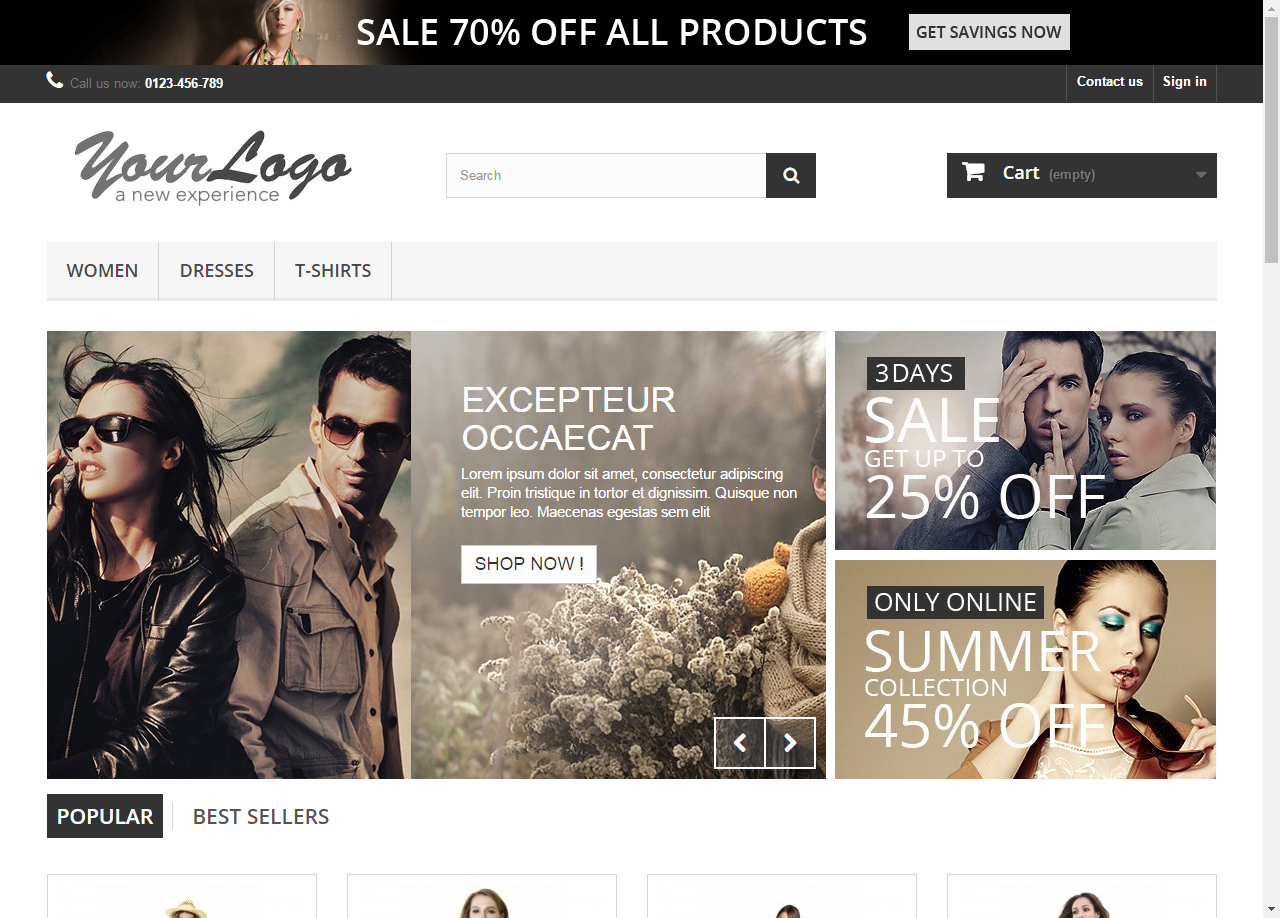 SALE 70% OFF ALL PRODUCTS
GET SAVINGS NOW
Call us now: 0123-456-789
Contact us
Sign in
YourLogo
a new experience
Search
Cart (empty)
WOMEN
DRESSES
T-SHIRTS
EXCEPTEUR
OCCAECAT
Lorem ipsum dolor sit amet, consectetur adipiscing
elit. Proin tristique in tortor et dignissim. Quisque non
tempor leo. Maecenas egestas sem elit
SHOP NOW !
3 DAYS
SALE
GET UP TO
25% OFF
ONLY ONLINE
SUMMER
COLLECTION
45% OFF
POPULAR
BEST SELLERS